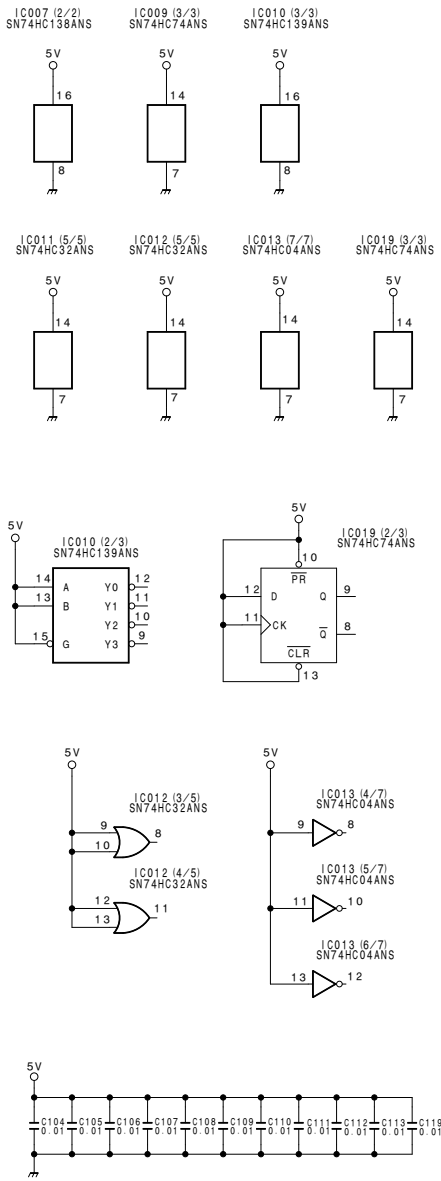 IC007 (2/2) IC009 (3/3) IC010 (3/3)
SN74HC138ANS SN74HC74ANS SN74HC139ANS
5V 5V 5V
16 14 16
8 7 8
IC011 (5/5) IC012 (5/5) IC013 (7/7) IC019 (3/3)
SN74HC32ANS SN74HC32ANS SN74HC04ANS SN74HC74ANS
5V 5V 5V 5V
14 14 14 14
7 7 7 7
5V
IC010 (2/3)
SN74HC139ANS
14 A Y0 12
13 B Y1 11
Y2 10
15 G Y3 9
5V
IC019 (2/3)
SN74HC74ANS
10
PR
12 D Q 9
11 CK Q 8
CLR
13
5V
IC012 (3/5)
SN74HC32ANS
9 8
10
IC012 (4/5)
SN74HC32ANS
12 11
13
5V
IC013 (4/7)
SN74HC04ANS
9 8
IC013 (5/7)
SN74HC04ANS
11 10
IC013 (6/7)
SN74HC04ANS
13 12
5V
C104 C105 C106 C107 C108 C109 C110 C111 C112 C113 C119
0.01 0.01 0.01 0.01 0.01 0.01 0.01 0.01 0.01 0.01 0.01